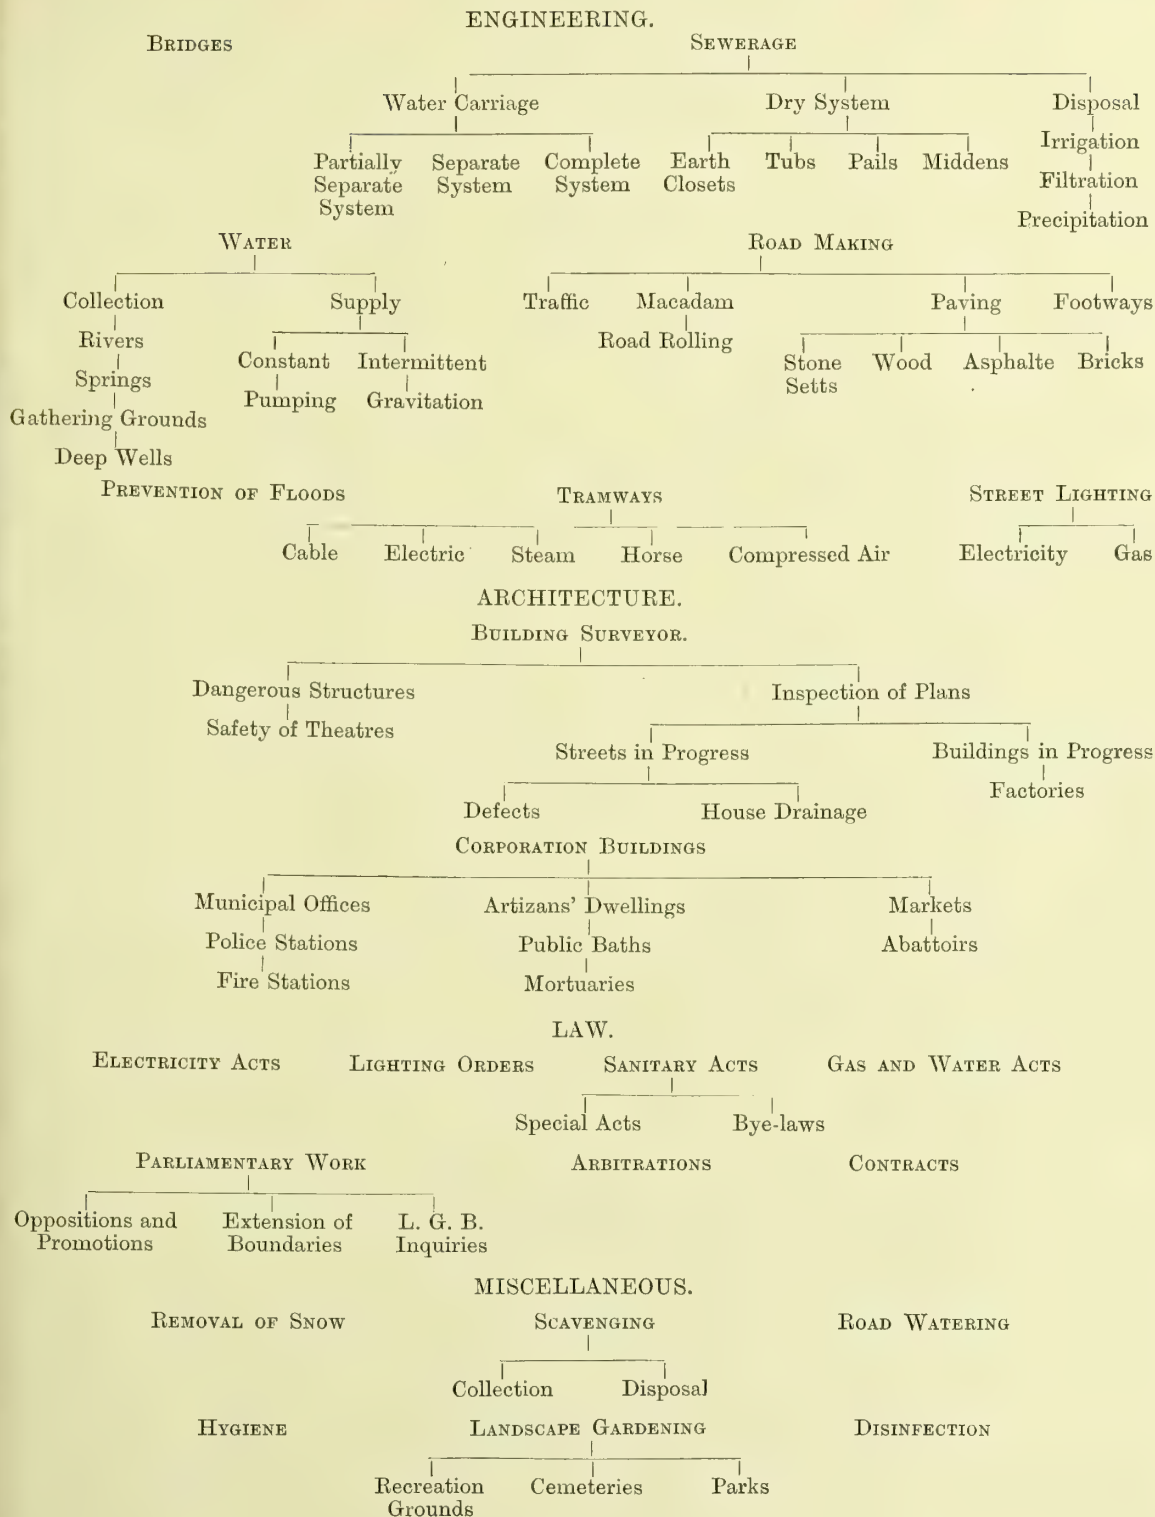 ENGINEERING.
BRIDGES SEWERAGE
Water Carriage Dry System Disposal
Partially Separate System Separate System Complete System Earth Closets Tubs Pails Middens Irrigation
Filtration
Precipitation
WATER ROAD MAKING
Collection Supply Traffic Macadam Paving Footways
Rivers Road Rolling
Springs Constant Intermittent Stone Setts Wood Asphalte Bricks
Gathering Grounds Pumping Gravitation
Deep Wells
PREVENTION OF FLOODS TRAMWAYS STREET LIGHTING
Cable Electric Steam Horse Compressed Air Electricity Gas
ARCHITECTURE.
BUILDING SURVEYOR.
Dangerous Structures Inspection of Plans
Safety of Theatres
Streets in Progress Buildings in Progress
Factories
Defects House Drainage
CORPORATION BUILDINGS
Municipal Offices Artizans' Dwellings Markets
Police Stations Public Baths Abattoirs
Fire Stations Mortuaries
LAW.
ELECTRICITY ACTS LIGHTING ORDERS SANITARY ACTS GAS AND WATER ACTS
Special Acts Bye-laws
PARLIAMENTARY WORK ARBITRATIONS CONTRACTS
Oppositions and Promotions Extension of Boundaries L. G. B. Inquiries
MISCELLANEOUS.
REMOVAL OF SNOW SCAVENGING ROAD WATERING
Collection Disposal
HYGIENE LANDSCAPE GARDENING DISINFECTION
Recreation Grounds Cemeteries Parks